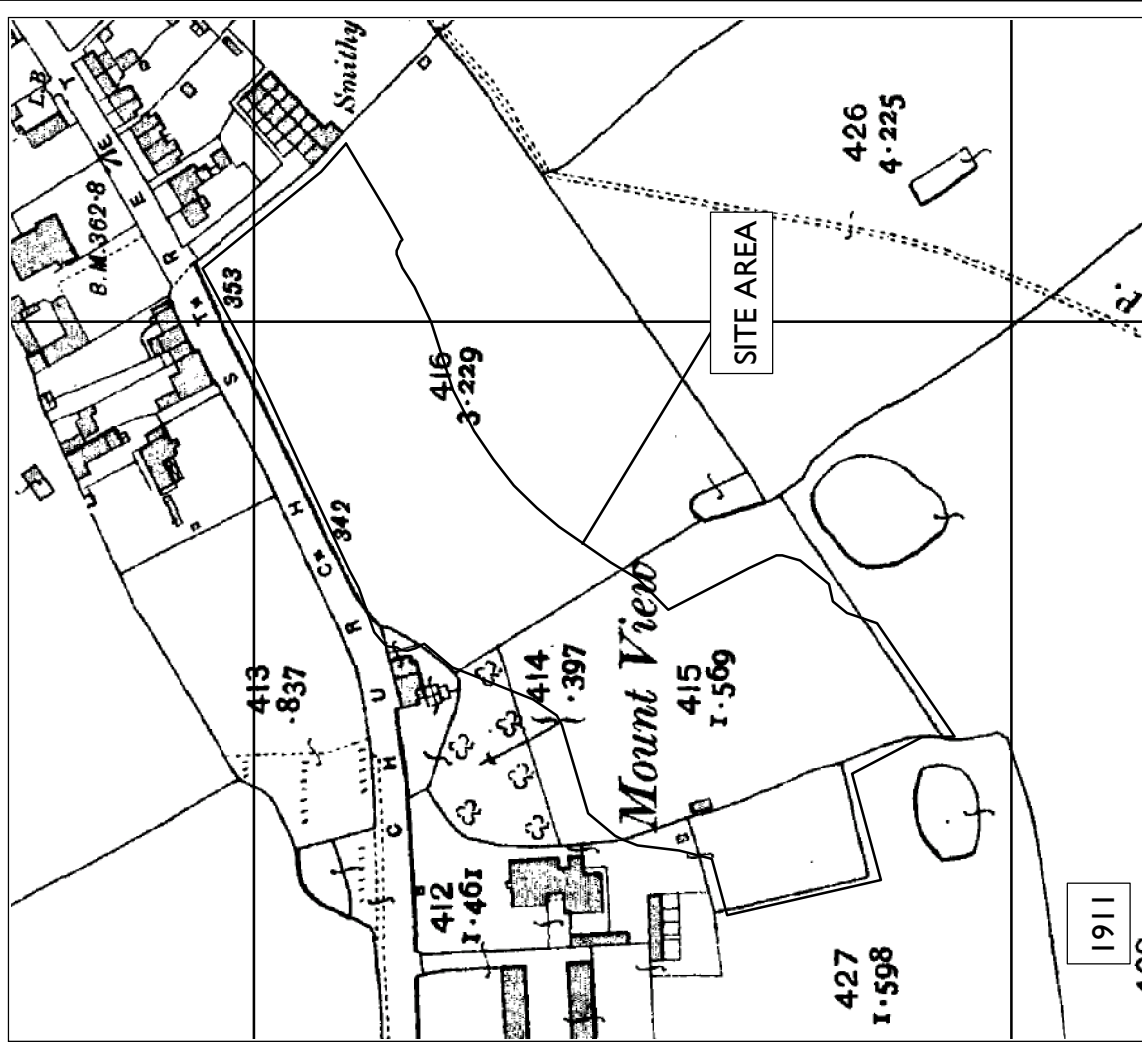 Smithy
L.B
B.M.362·8
CHURCH STREET
T
353
342
C
426
4·225
SITE AREA
416
3·229
P.
413
·837
414
·397
Mount View
415
1·569
412
1·461
427
1·598
1911